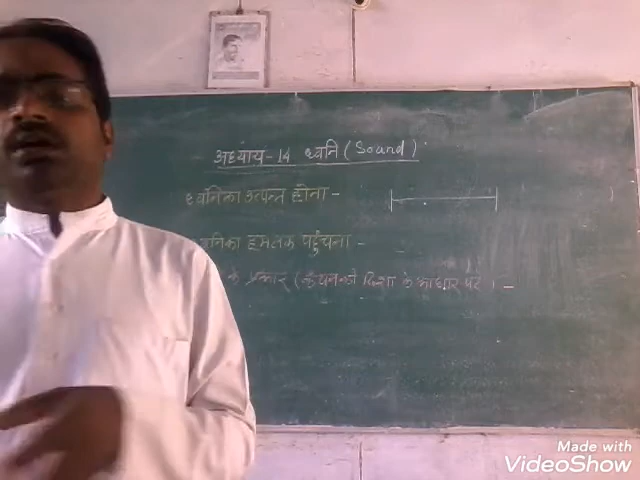 अध्याय-14 ध्वनि (Sound)
ध्वनि का उत्पन्न होना -
ध्वनि का हम तक पहुँचना -
के प्रकार ( कंपन की दिशा के आधार पर ) -
Made with
VideoShow